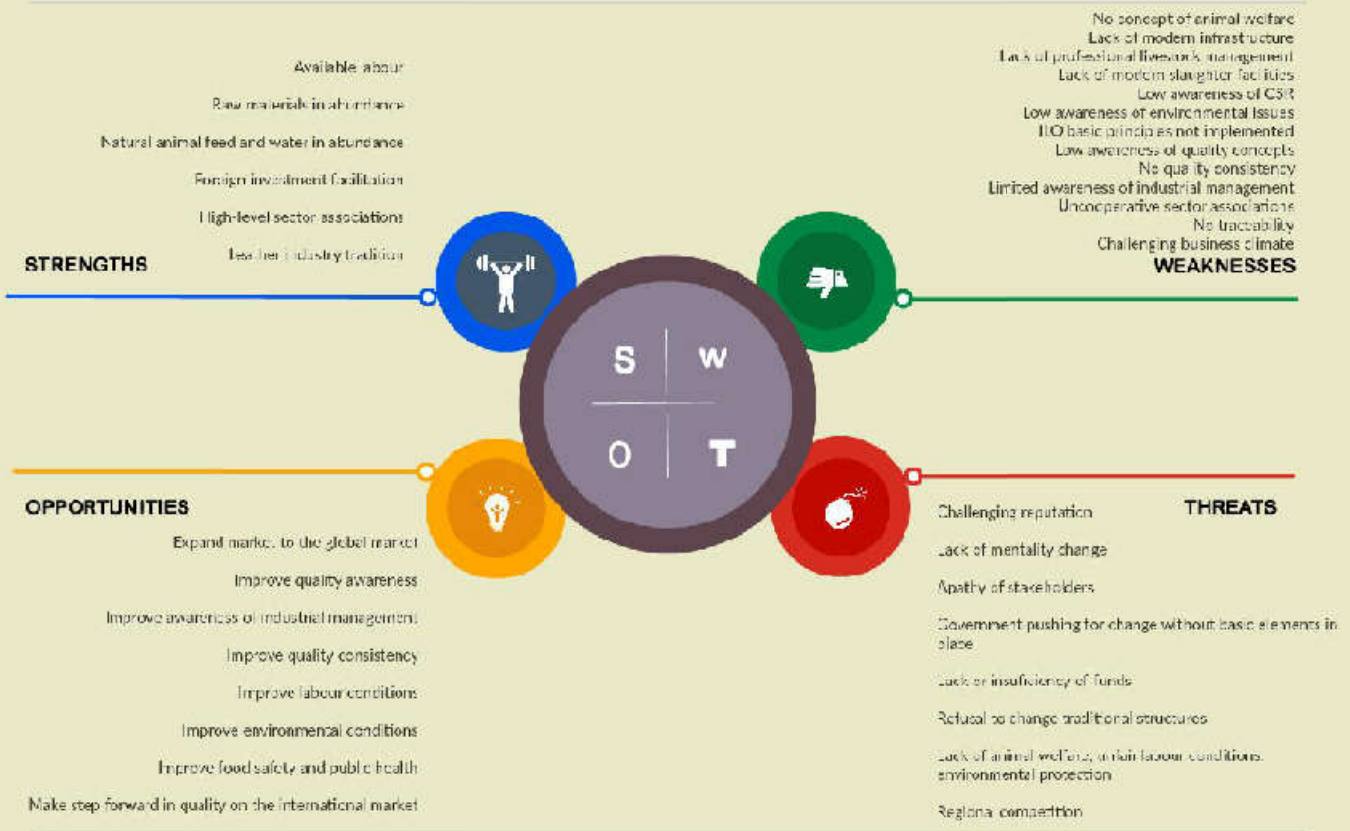 Available labour
Raw materials in abundance
Natural animal feed and water in abundance
Foreign investment facilitation
High-level sector associations
Leather industry tradition
STRENGTHS
No concept of animal welfare
Lack of modern infrastructure
Lack of professional livestock management
Lack of modern slaughter facilities
Low awareness of CSR
Low awareness of environmental issues
ILO basic principles not implemented
Low awareness of quality concepts
No quality consistency
Limited awareness of industrial management
Uncooperative sector associations
No traceability
Challenging business climate
WEAKNESSES
S
W
O
T
OPPORTUNITIES
Expand market to the global market
Improve quality awareness
Improve awareness of industrial management
Improve quality consistency
Improve labour conditions
Improve environmental conditions
Improve food safety and public health
Make step forward in quality on the international market
THREATS
Challenging reputation
Lack of mentality change
Apathy of stakeholders
Government pushing for change without basic elements in
place
Lack or insuficiency of funds
Refusal to change traditional structures
Lack of animal welfare, unfair labour conditions,
environmental protection
Regional competition